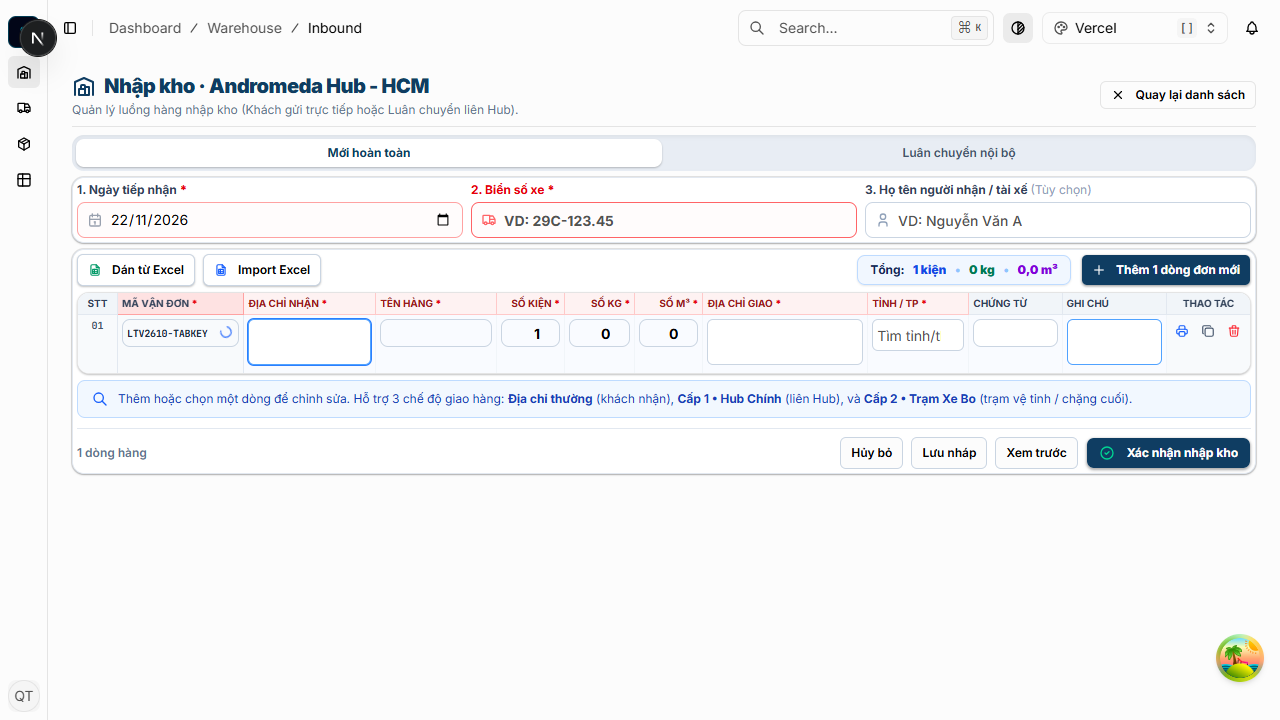 N
Dashboard / Warehouse / Inbound
Search...
⌘ K
Vercel
[ ]
Nhập kho · Andromeda Hub - HCM
Quản lý luồng hàng nhập kho (Khách gửi trực tiếp hoặc Luân chuyển liên Hub).
Quay lại danh sách
Mới hoàn toàn
Luân chuyển nội bộ
1. Ngày tiếp nhận *
2. Biển số xe *
3. Họ tên người nhận / tài xế (Tùy chọn)
22/11/2026
VD: 29C-123.45
VD: Nguyễn Văn A
Dán từ Excel
Import Excel
Tổng: 1 kiện • 0 kg • 0,0 m³
Thêm 1 dòng đơn mới
STT MÃ VẬN ĐƠN * ĐỊA CHỈ NHẬN * TÊN HÀNG * SỐ KIỆN * SỐ KG * SỐ M³ * ĐỊA CHỈ GIAO * TỈNH / TP * CHỨNG TỪ GHI CHÚ THAO TÁC
01 LTV2610-TABKEY 1 0 0 Tìm tỉnh/t
Thêm hoặc chọn một dòng để chỉnh sửa. Hỗ trợ 3 chế độ giao hàng: Địa chỉ thường (khách nhận), Cấp 1 • Hub Chính (liên Hub), và Cấp 2 • Trạm Xe Bo (trạm vệ tinh / chặng cuối).
1 dòng hàng
Hủy bỏ
Lưu nháp
Xem trước
Xác nhận nhập kho
QT